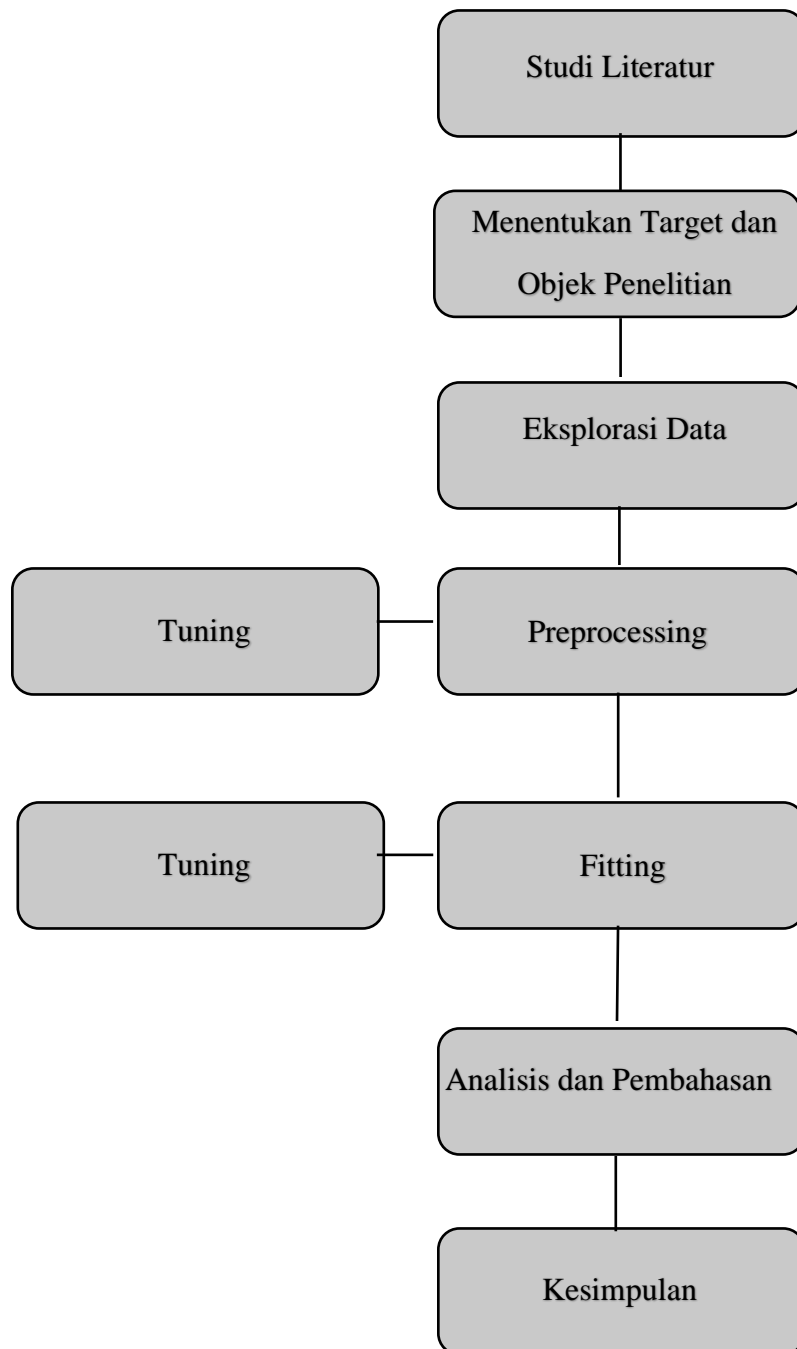 Studi Literatur
Menentukan Target dan
Objek Penelitian
Eksplorasi Data
Tuning
Preprocessing
Tuning
Fitting
Analisis dan Pembahasan
Kesimpulan